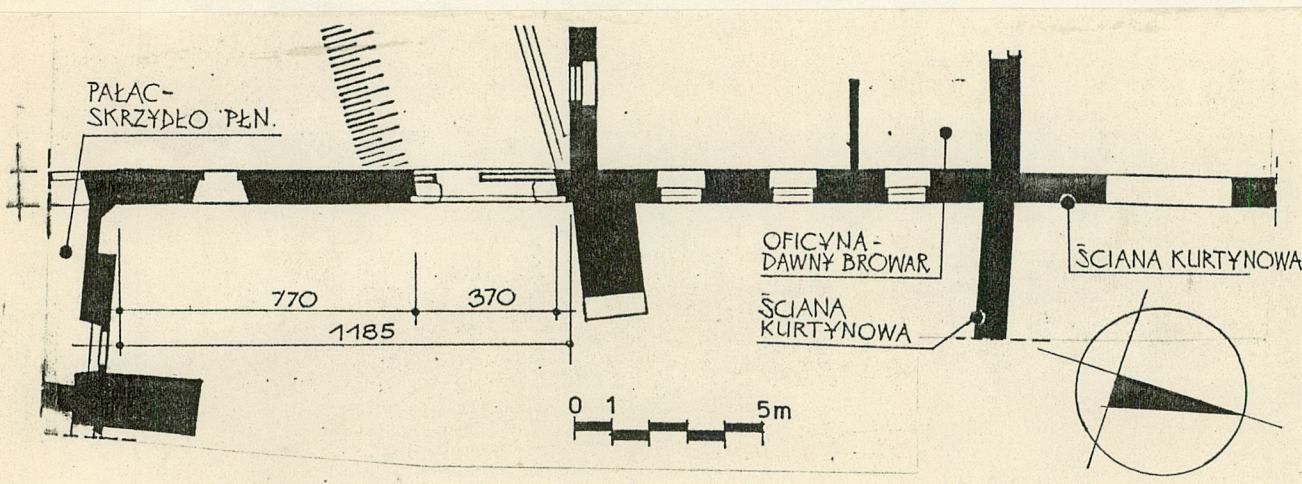 PAŁAC-
SKRZYDŁO PŁN.
770
370
1185
OFICYNA-
DAWNY BROWAR
ŚCIANA
KURTYNOWA
ŚCIANA KURTYNOWA
0 1 5m